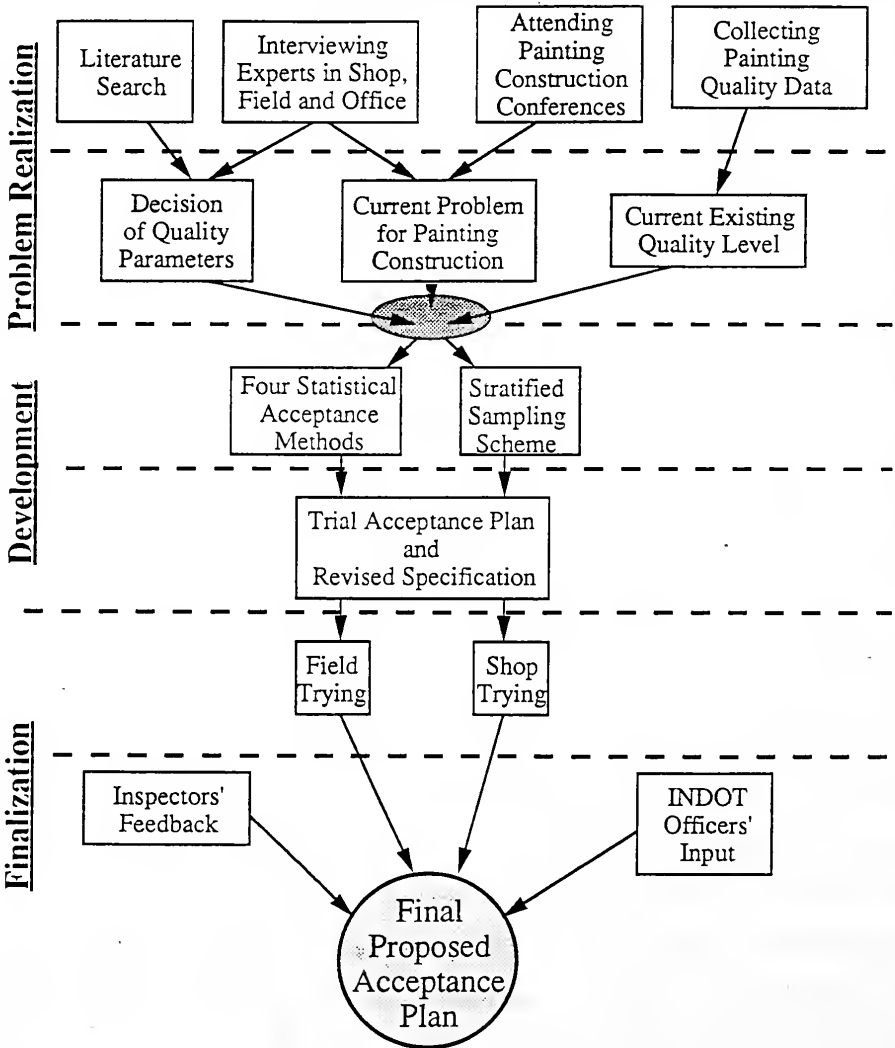 Problem Realization
Literature
Search
Interviewing
Experts in Shop,
Field and Office
Attending
Painting
Construction
Conferences
Collecting
Painting
Quality Data
Decision
of Quality
Parameters
Current Problem
for Painting
Construction
Current Existing
Quality Level
Development
Four Statistical
Acceptance
Methods
Stratified
Sampling
Scheme
Trial Acceptance Plan
and
Revised Specification
Finalization
Field
Trying
Shop
Trying
Inspectors'
Feedback
INDOT
Officers'
Input
Final
Proposed
Acceptance
Plan